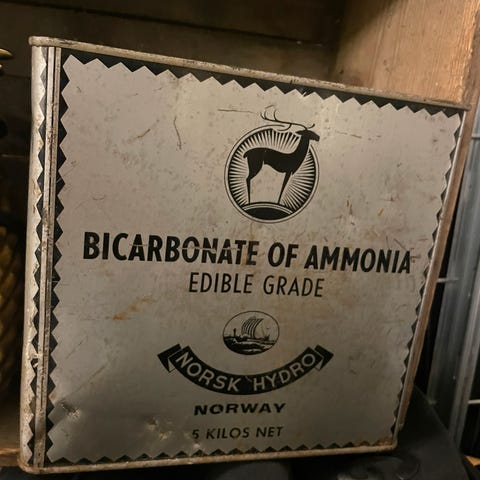 BICARBONATE OF AMMONIA
EDIBLE GRADE
NORSK HYDRO
NORWAY
5 KILOS NET